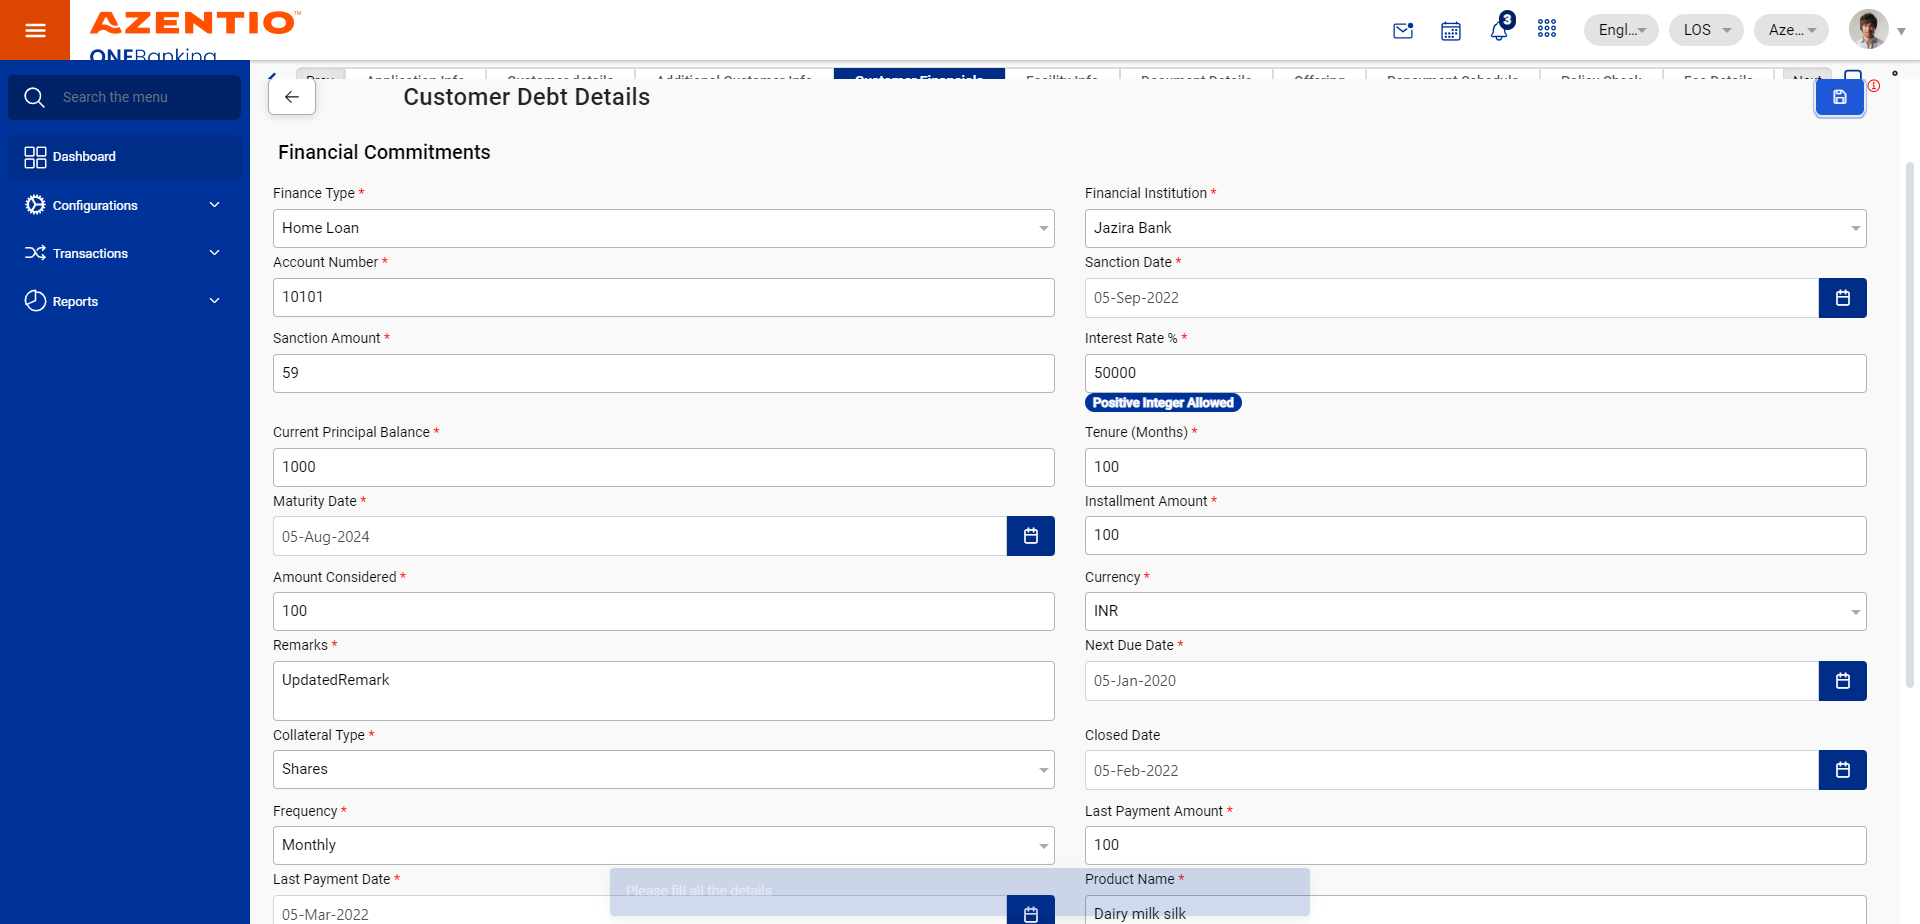 AZENTIO™
ONEBanking
3
Engl...
LOS
Aze...
Search the menu
Dashboard
Configurations
Transactions
Reports
Prev
Application Info
Customer details
Additional Customer Info
Customer Financials
Facility Info
Document Details
Offering
Repayment Schedule
Policy Check
Fee Details
Next
Customer Debt Details
Financial Commitments
Finance Type *
Home Loan
Financial Institution *
Jazira Bank
Account Number *
10101
Sanction Date *
05-Sep-2022
Sanction Amount *
59
Interest Rate % *
50000
Positive Integer Allowed
Current Principal Balance *
1000
Tenure (Months) *
100
Maturity Date *
05-Aug-2024
Installment Amount *
100
Amount Considered *
100
Currency *
INR
Remarks *
UpdatedRemark
Next Due Date *
05-Jan-2020
Collateral Type *
Shares
Closed Date
05-Feb-2022
Frequency *
Monthly
Last Payment Amount *
100
Last Payment Date *
05-Mar-2022
Product Name *
Dairy milk silk
Please fill all the details